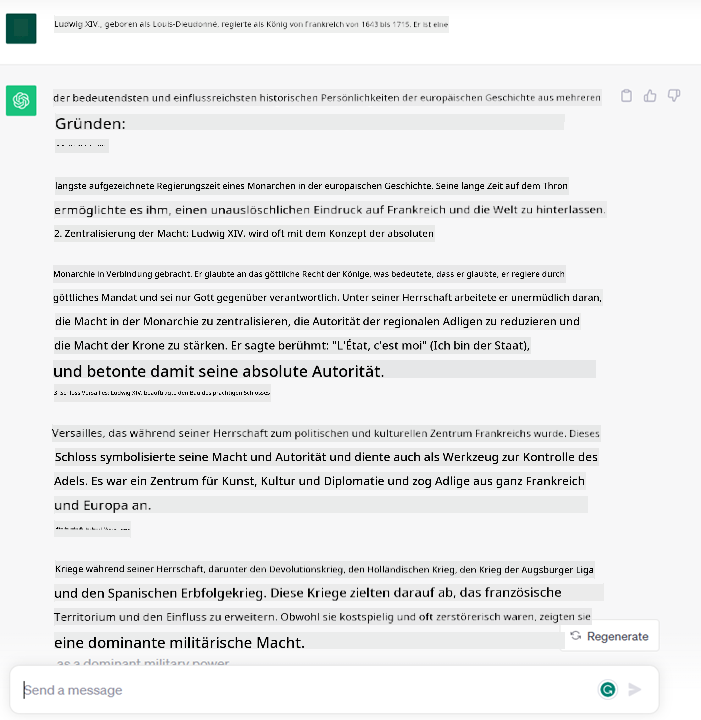 Ludwig XIV., geboren als Louis-Dieudonné, regierte als König von Frankreich von 1643 bis 1715. Er ist eine
der bedeutendsten und einflussreichsten historischen Persönlichkeiten der europäischen Geschichte aus mehreren
Gründen:
längste aufgezeichnete Regierungszeit eines Monarchen in der europäischen Geschichte. Seine lange Zeit auf dem Thron
ermöglichte es ihm, einen unauslöschlichen Eindruck auf Frankreich und die Welt zu hinterlassen.
2. Zentralisierung der Macht: Ludwig XIV. wird oft mit dem Konzept der absoluten
Monarchie in Verbindung gebracht. Er glaubte an das göttliche Recht der Könige, was bedeutete, dass er glaubte, er regiere durch
göttliches Mandat und sei nur Gott gegenüber verantwortlich. Unter seiner Herrschaft arbeitete er unermüdlich daran,
die Macht in der Monarchie zu zentralisieren, die Autorität der regionalen Adligen zu reduzieren und
die Macht der Krone zu stärken. Er sagte berühmt: "L'État, c'est moi" (Ich bin der Staat),
und betonte damit seine absolute Autorität.
3. Schloss Versailles: Ludwig XIV. beauftragte den Bau des prächtigen Schlosses
Versailles, das während seiner Herrschaft zum politischen und kulturellen Zentrum Frankreichs wurde. Dieses
Schloss symbolisierte seine Macht und Autorität und diente auch als Werkzeug zur Kontrolle des
Adels. Es war ein Zentrum für Kunst, Kultur und Diplomatie und zog Adlige aus ganz Frankreich
und Europa an.
Kriege während seiner Herrschaft, darunter den Devolutionskrieg, den Holländischen Krieg, den Krieg der Augsburger Liga
und den Spanischen Erbfolgekrieg. Diese Kriege zielten darauf ab, das französische
Territorium und den Einfluss zu erweitern. Obwohl sie kostspielig und oft zerstörerisch waren, zeigten sie
Regenerate
eine dominante militärische Macht.
as a dominant military power.
Send a message